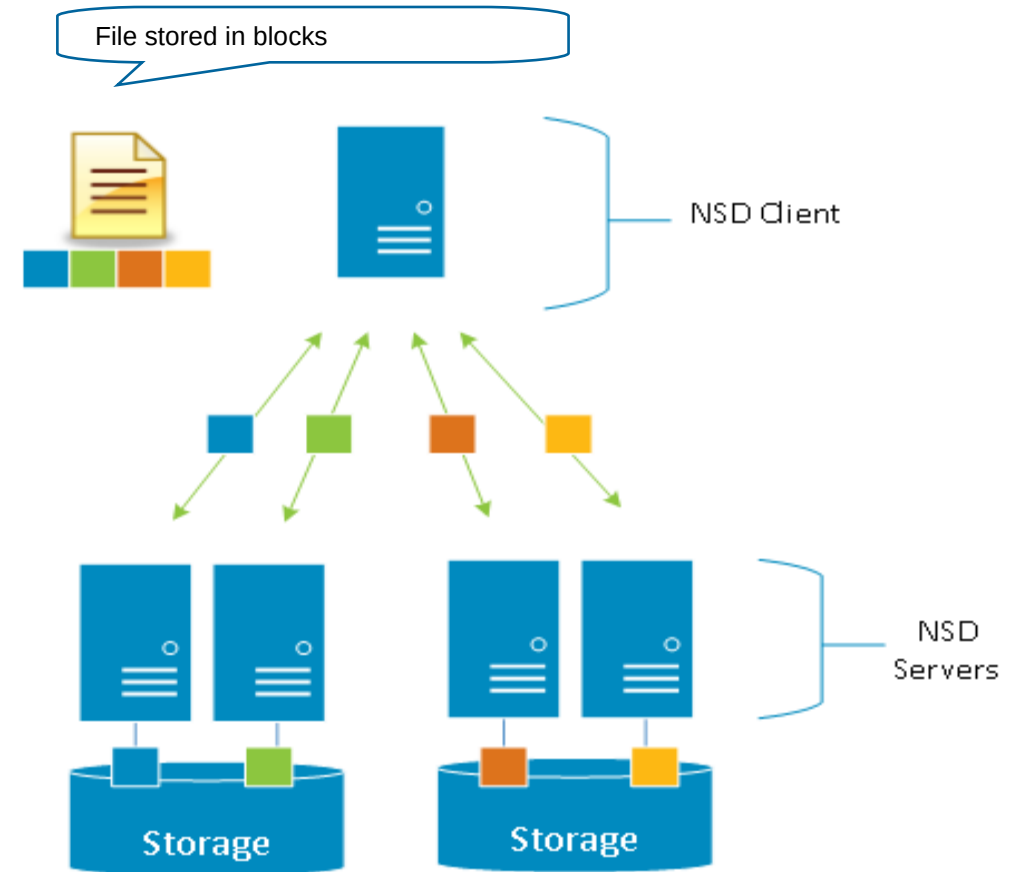 File stored in blocks
NSD Client
NSD
Servers
Storage
Storage